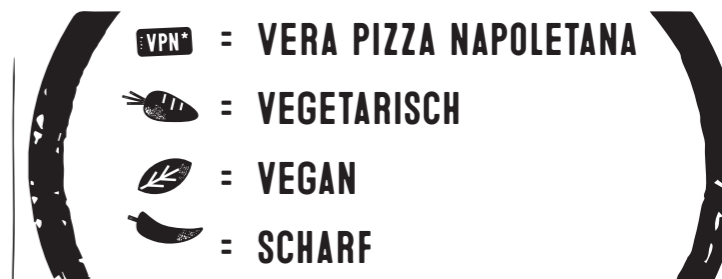 VPN* = VERA PIZZA NAPOLETANA
= VEGETARISCH
= VEGAN
= SCHARF